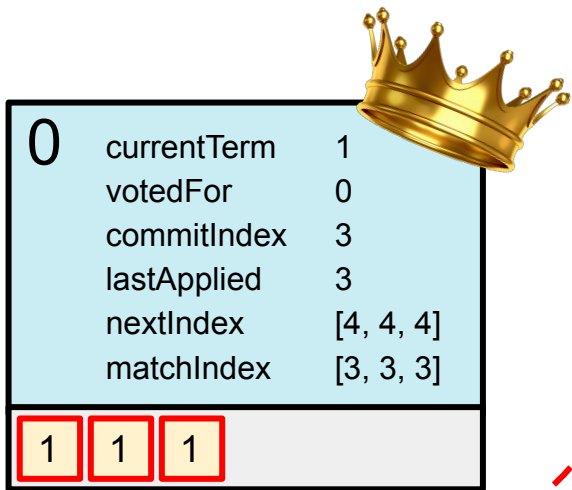 0
currentTerm 1
votedFor 0
commitIndex 3
lastApplied 3
nextIndex [4, 4, 4]
matchIndex [3, 3, 3]
1 1 1